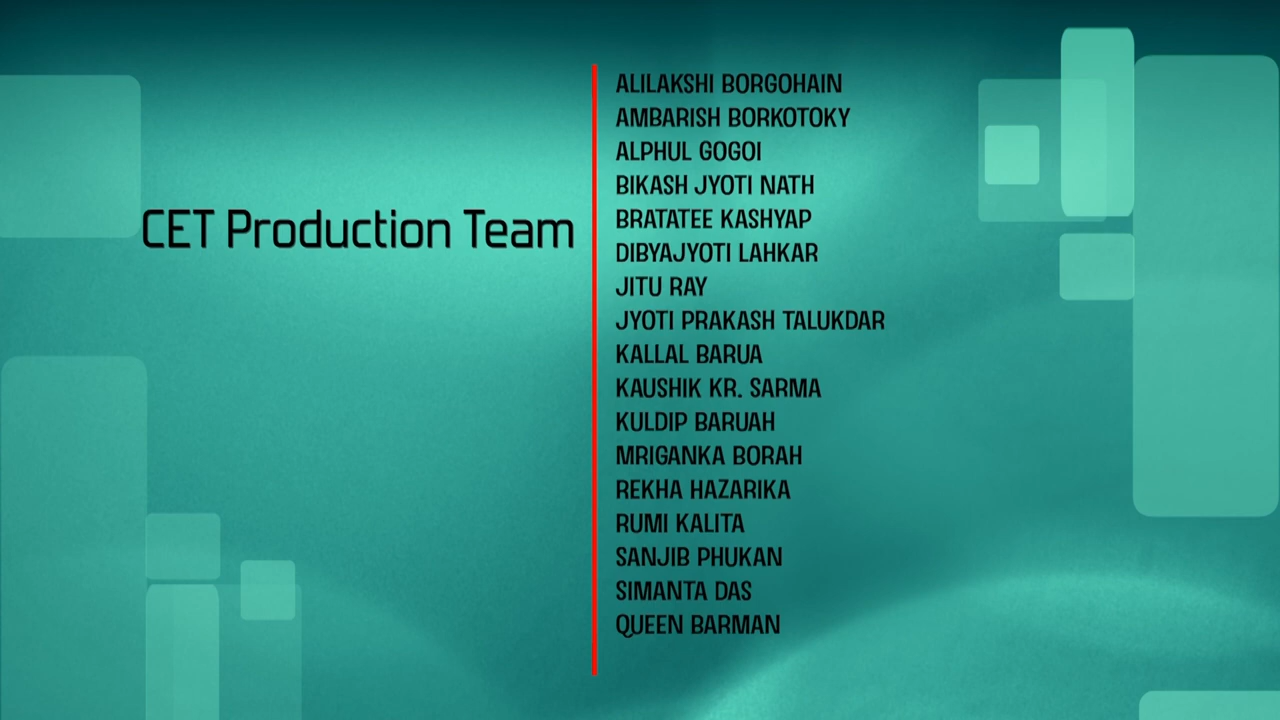 CET Production Team
ALILAKSHI BORGOHAIN
AMBARISH BORKOTOKY
ALPHUL GOGOI
BIKASH JYOTI NATH
BRATATEE KASHYAP
DIBYAJYOTI LAHKAR
JITU RAY
JYOTI PRAKASH TALUKDAR
KALLAL BARUA
KAUSHIK KR. SARMA
KULDIP BARUAH
MRIGANKA BORAH
REKHA HAZARIKA
RUMI KALITA
SANJIB PHUKAN
SIMANTA DAS
QUEEN BARMAN